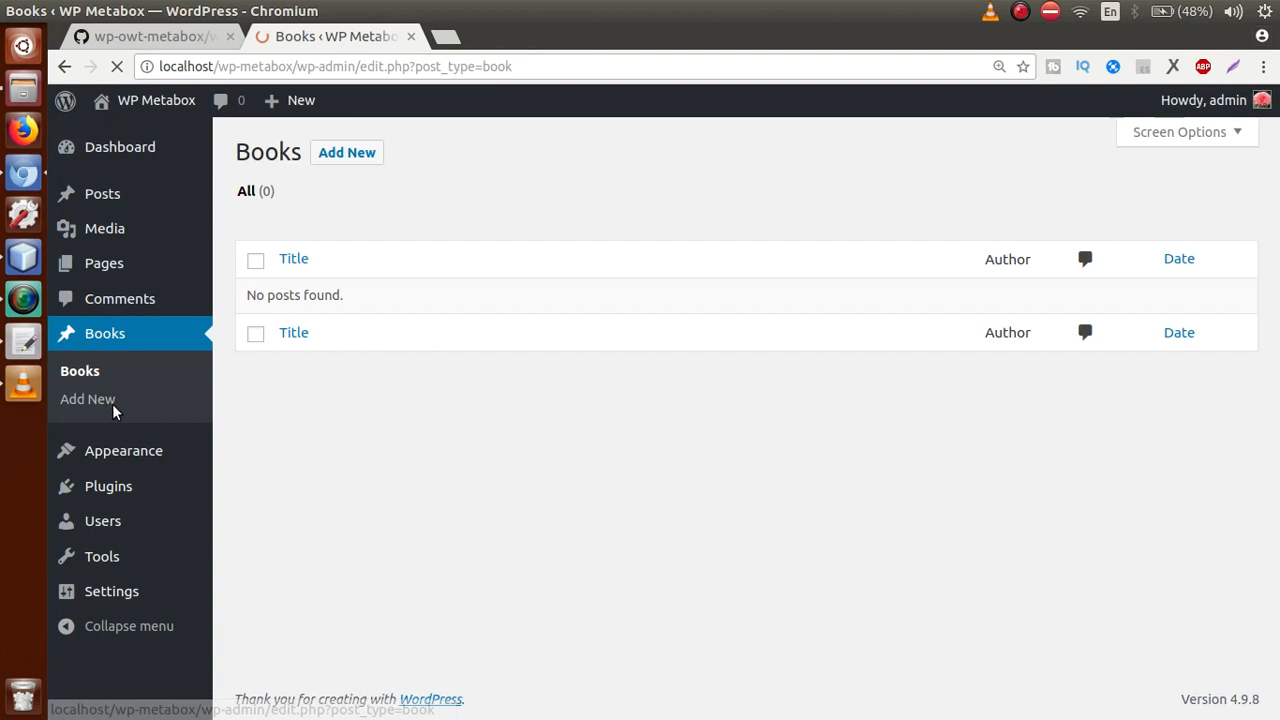 Books ‹ WP Metabox — WordPress - Chromium
En
(48%)
wp-owt-metabox/w
Books ‹ WP Metabo
localhost/wp-metabox/wp-admin/edit.php?post_type=book
fb
IQ
ES
X
ABP
WP Metabox
0
New
Howdy, admin
Dashboard
Posts
Media
Pages
Comments
Books
Books
Add New
Appearance
Plugins
Users
Tools
Settings
Collapse menu
Screen Options
Books
Add New
All (0)
Title
Author
Date
No posts found.
Title
Author
Date
Thank you for creating with WordPress.
Version 4.9.8
localhost/wp-metabox/wp-admin/edit.php?post_type=book